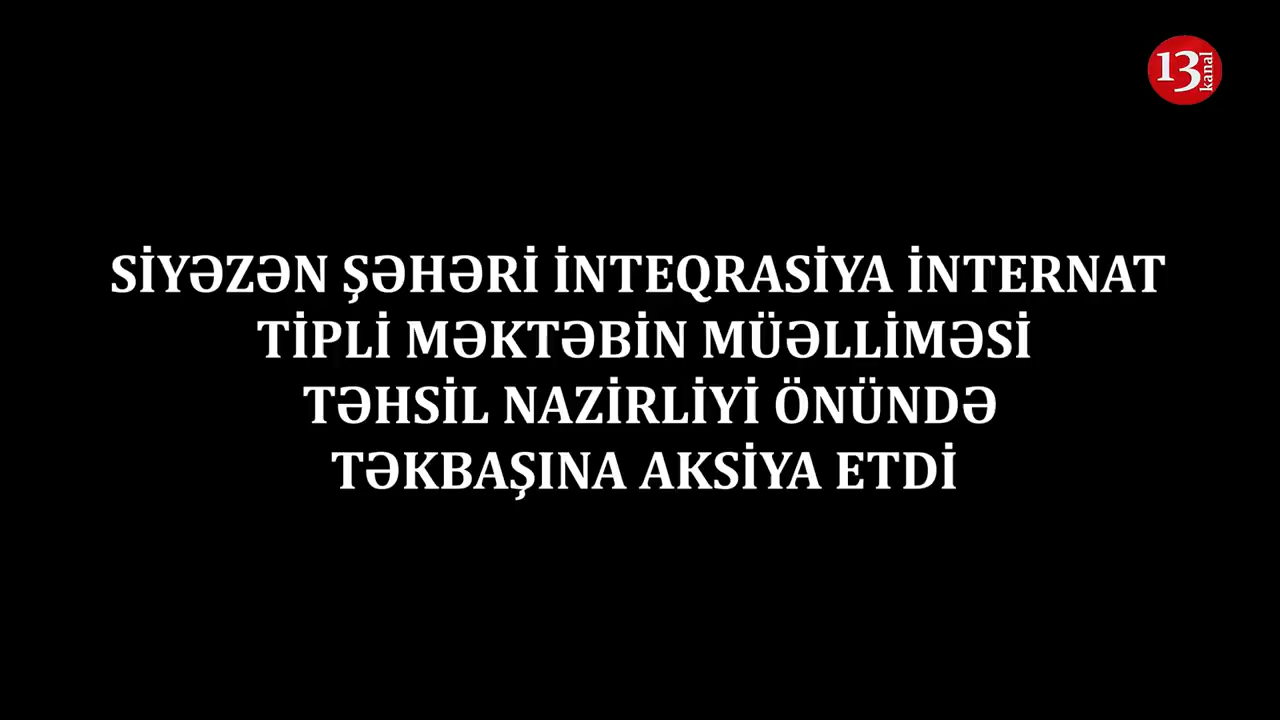 13 kanal
SİYƏZƏN ŞƏHƏRİ İNTEQRASİYA İNTERNAT
TİPLİ MƏKTƏBİN MÜƏLLİMƏSİ
TƏHSİL NAZİRLİYİ ÖNÜNDƏ
TƏKBAŞINA AKSİYA ETDİ